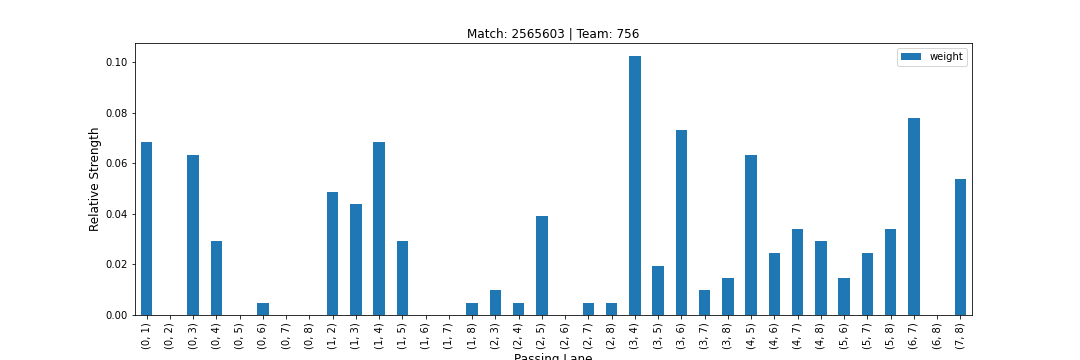 Match: 2565603 | Team: 756
weight
Relative Strength
0.10
0.08
0.06
0.04
0.02
0.00
(0, 1) (0, 2) (0, 3) (0, 4) (0, 5) (0, 6) (0, 7) (0, 8) (1, 2) (1, 3) (1, 4) (1, 5) (1, 6) (1, 7) (1, 8) (2, 3) (2, 4) (2, 5) (2, 6) (2, 7) (2, 8) (3, 4) (3, 5) (3, 6) (3, 7) (3, 8) (4, 5) (4, 6) (4, 7) (4, 8) (5, 6) (5, 7) (5, 8) (6, 7) (6, 8) (7, 8)
Passing Lane